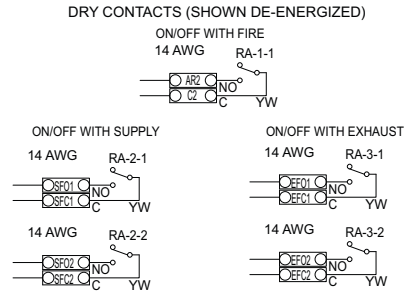 DRY CONTACTS (SHOWN DE-ENERGIZED)
ON/OFF WITH FIRE
14 AWG RA-1-1
AR2 NO
C2 C YW
ON/OFF WITH SUPPLY
14 AWG RA-2-1
SFO1 NO
SFC1 C YW
14 AWG RA-2-2
SFO2 NO
SFC2 C YW
ON/OFF WITH EXHAUST
14 AWG RA-3-1
EFO1 NO
EFC1 C YW
14 AWG RA-3-2
EFO2 NO
EFC2 C YW